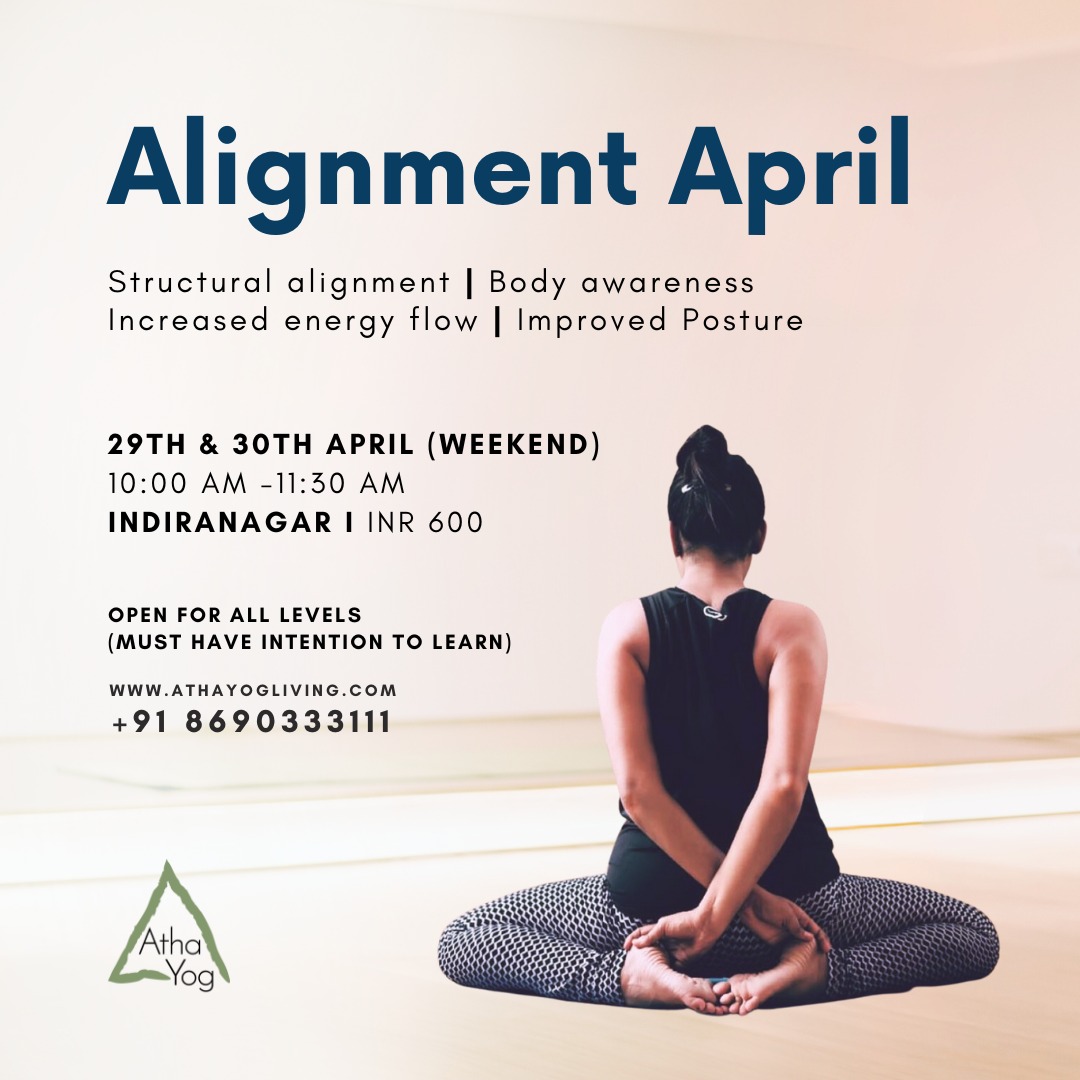 Alignment April
Structural alignment | Body awareness
Increased energy flow | Improved Posture
29TH & 30TH APRIL (WEEKEND)
10:00 AM -11:30 AM
INDIRANAGAR I INR 600
OPEN FOR ALL LEVELS
(MUST HAVE INTENTION TO LEARN)
WWW.ATHAYOGLIVING.COM
+91 8690333111
Atha
Yog